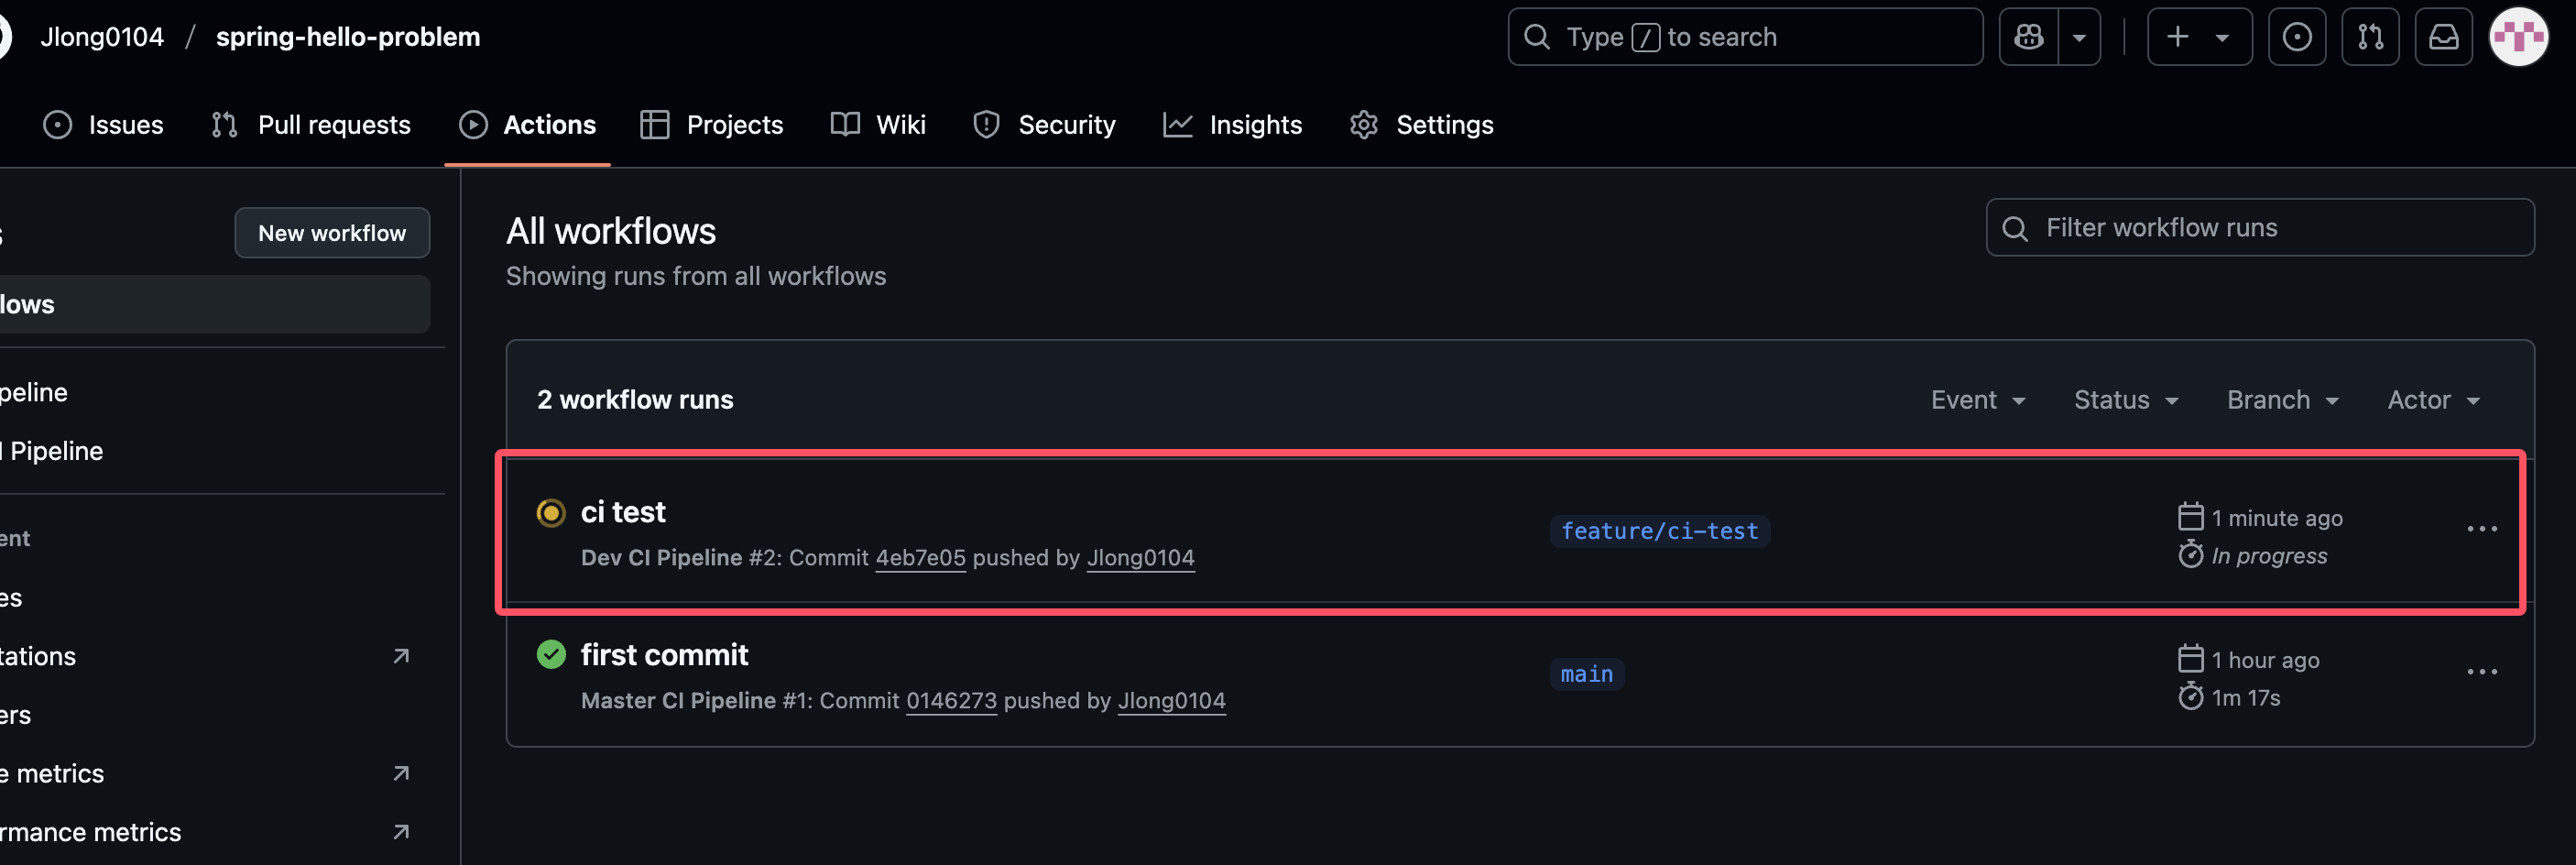 Jlong0104 / spring-hello-problem
Type / to search
Issues
Pull requests
Actions
Projects
Wiki
Security
Insights
Settings
New workflow
lows
peline
Pipeline
ent
es
tations
ers
e metrics
rmance metrics
All workflows
Showing runs from all workflows
Filter workflow runs
2 workflow runs
Event
Status
Branch
Actor
ci test
Dev CI Pipeline #2: Commit 4eb7e05 pushed by Jlong0104
feature/ci-test
1 minute ago
In progress
first commit
Master CI Pipeline #1: Commit 0146273 pushed by Jlong0104
main
1 hour ago
1m 17s